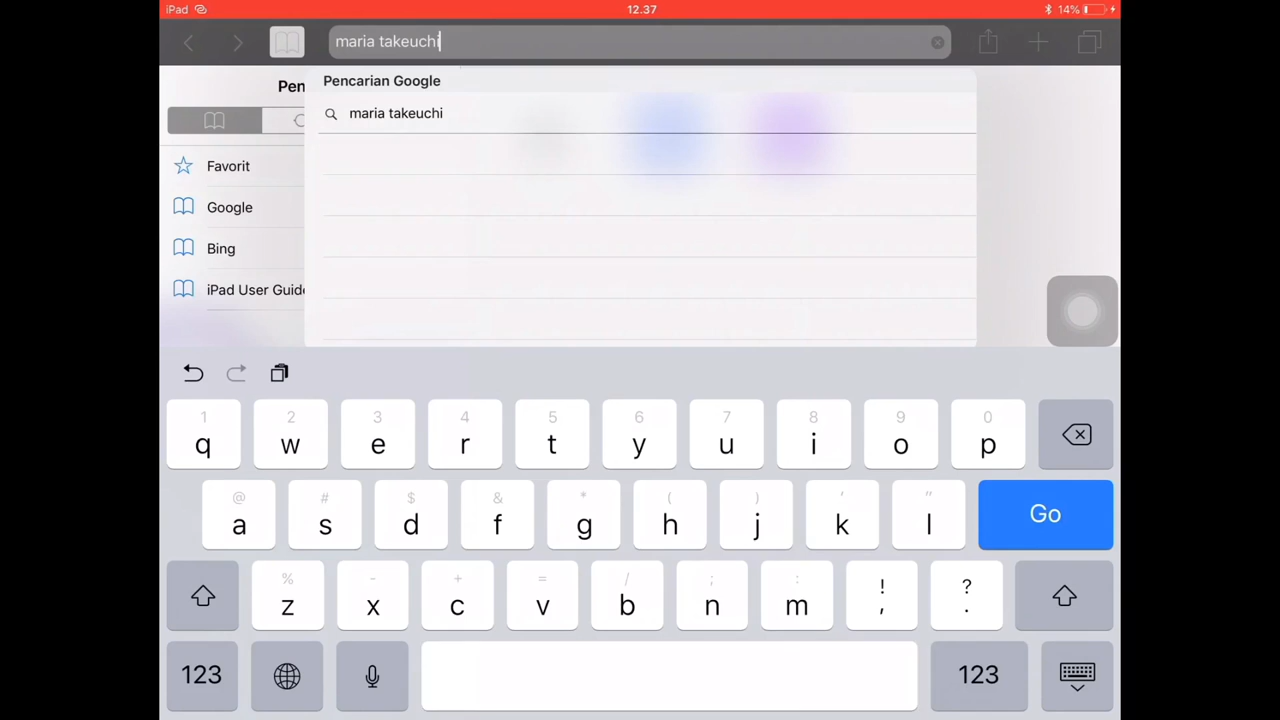 iPad 12.37 14%
maria takeuchi
Pen
Pencarian Google
maria takeuchi
Favorit
Google
Bing
iPad User Guide
1 2 3 4 5 6 7 8 9 0
q w e r t y u i o p
@ # $ & * ( ) ' "
a s d f g h j k l Go
% - + = / ; : ! ?
z x c v b n m , .
123 123